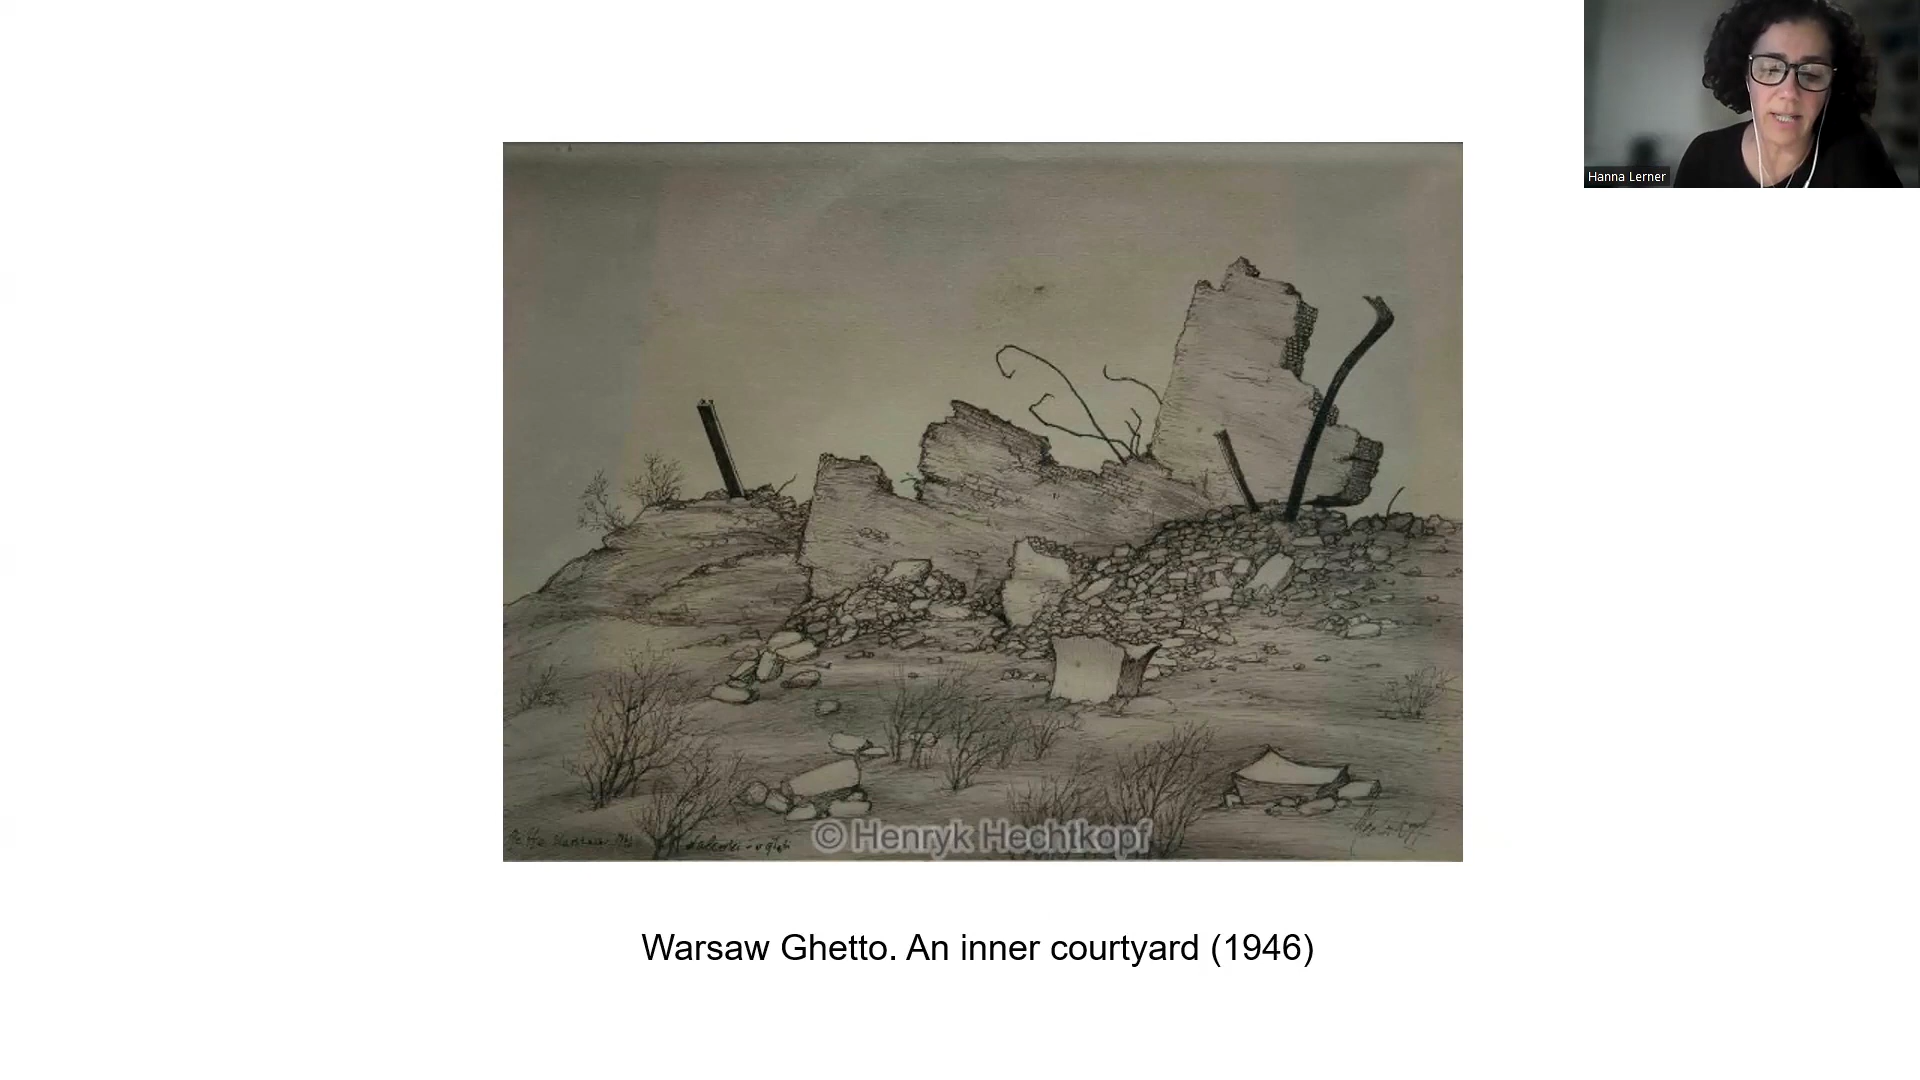 Hanna Lerner
© Henryk Hechtkopf
Warsaw Ghetto. An inner courtyard (1946)